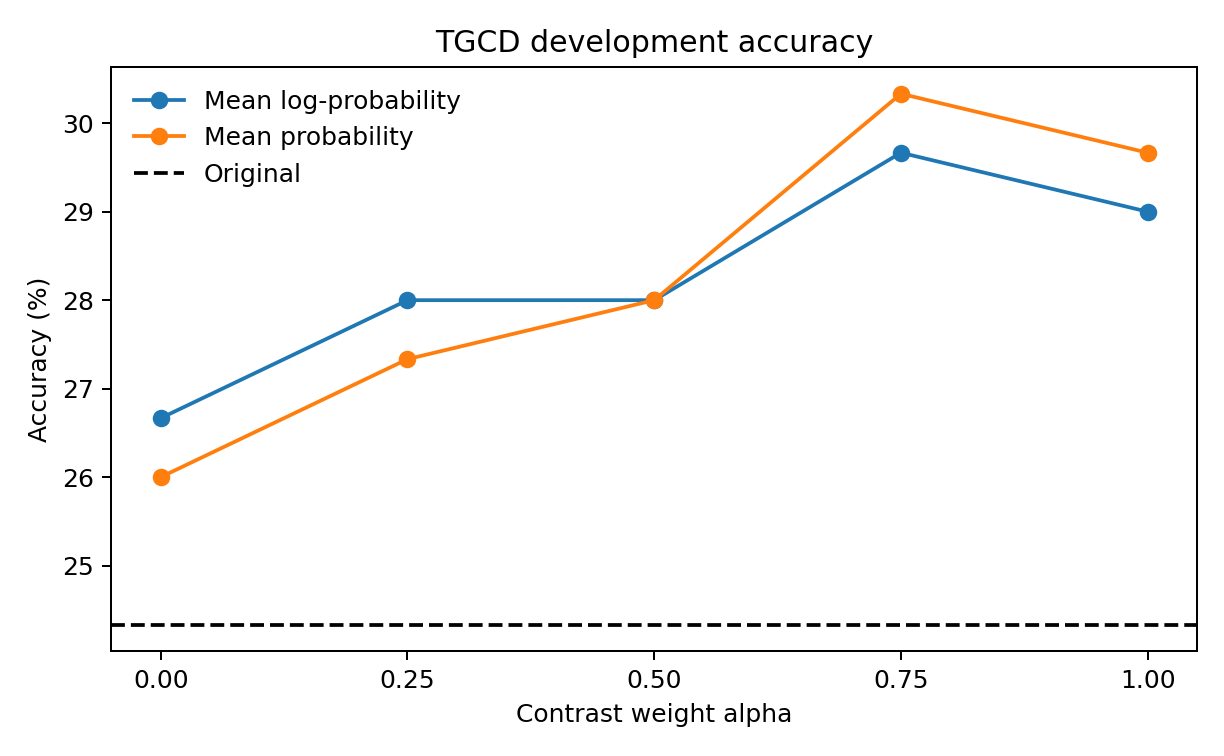 TGCD development accuracy
Mean log-probability
Mean probability
Original
Accuracy (%)
30
29
28
27
26
25
0.00 0.25 0.50 0.75 1.00
Contrast weight alpha